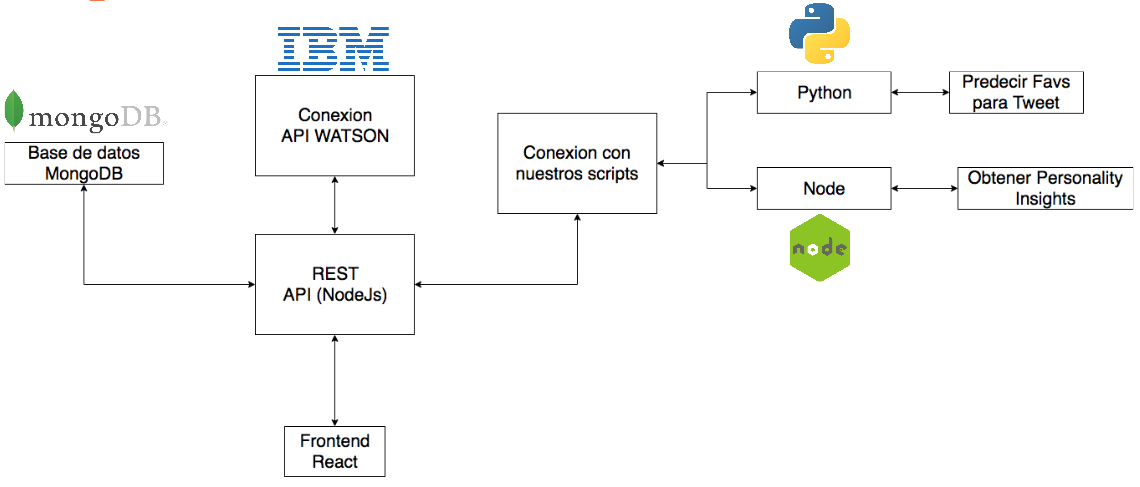 IBM
Conexion
API WATSON
mongoDB
Base de datos
MongoDB
Conexion con
nuestros scripts
Python
Predecir Favs
para Tweet
Node
Obtener Personality
Insights
node
REST
API (NodeJs)
Frontend
React